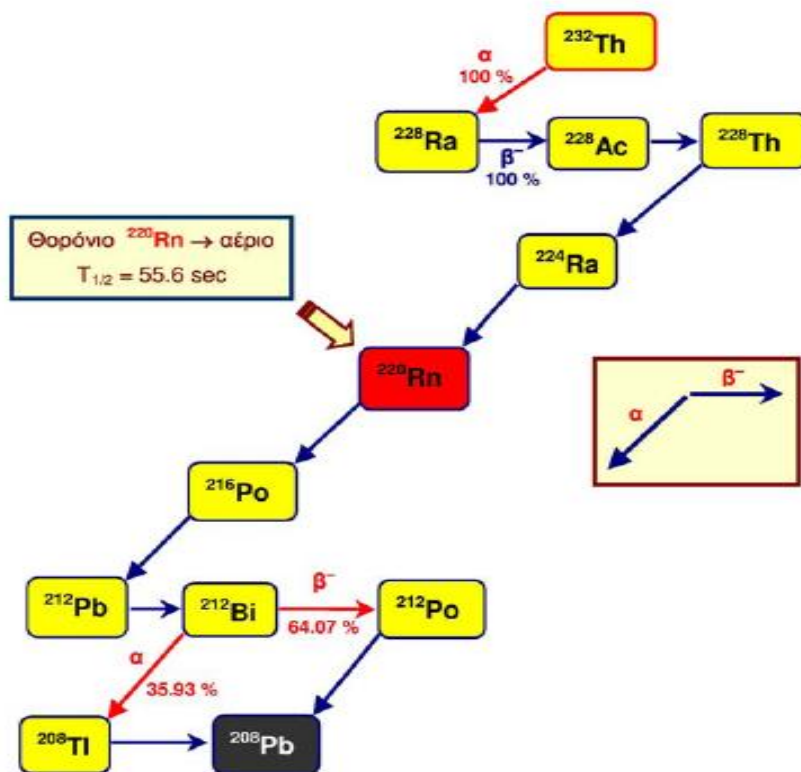 ²³²Th
α
100 %
²²⁸Ra
β⁻
100 %
²²⁸Ac
²²⁸Th
Θορόνιο ²²⁰Rn → αέριο
T₁/₂ = 55.6 sec
²²⁴Ra
²²⁰Rn
α
β⁻
²¹⁶Po
²¹²Pb
²¹²Bi
β⁻
64.07 %
²¹²Po
α
35.93 %
²⁰⁸Tl
²⁰⁸Pb